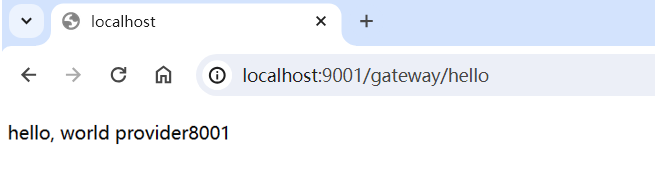 localhost
localhost:9001/gateway/hello
hello, world provider8001